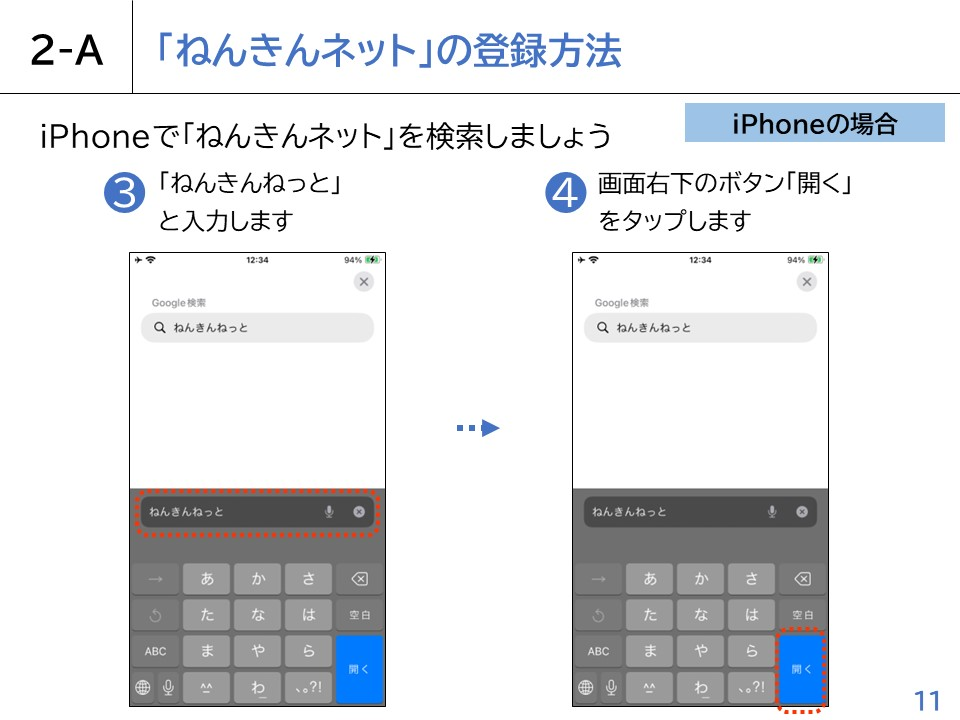 2-A
「ねんきんネット」の登録方法
iPhoneで「ねんきんネット」を検索しましょう
iPhoneの場合
3
「ねんきんねっと」
と入力します
12:34
94%
Google検索
ねんきんねっと
ねんきんねっと
→ あ か さ
た な は 空白
ABC ま や ら 開く
^^ わ_ 、。?!
4
画面右下のボタン「開く」
をタップします
12:34
94%
Google検索
ねんきんねっと
ねんきんねっと
→ あ か さ
た な は 空白
ABC ま や ら 開く
^^ わ_ 、。?!
11